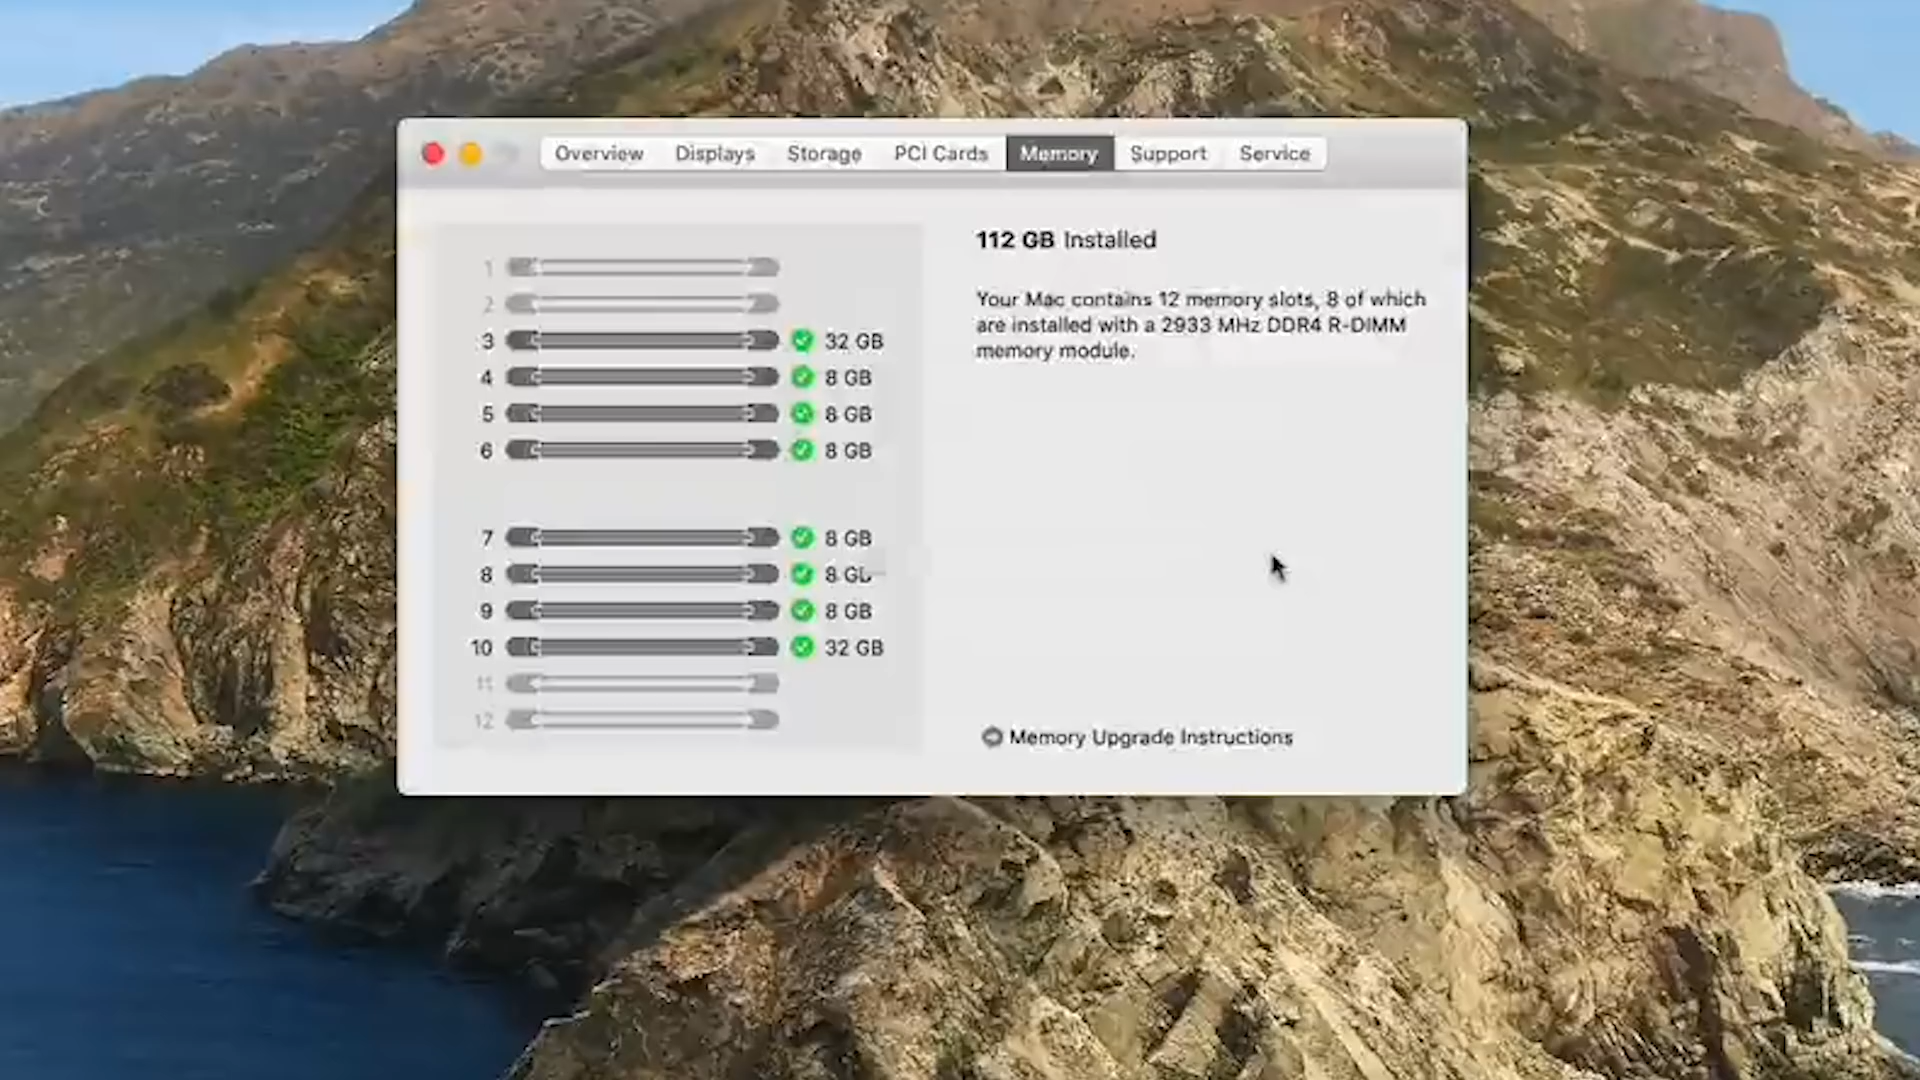 Overview Displays Storage PCI Cards Memory Support Service
112 GB Installed
Your Mac contains 12 memory slots, 8 of which
are installed with a 2933 MHz DDR4 R-DIMM
memory module.
1
2
3 32 GB
4 8 GB
5 8 GB
6 8 GB
7 8 GB
8 8 GB
9 8 GB
10 32 GB
11
12
Memory Upgrade Instructions